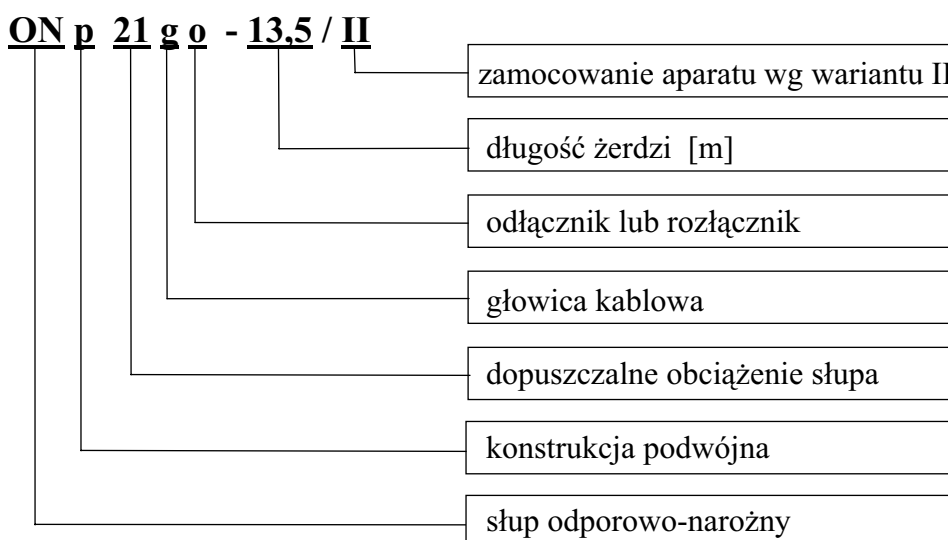 ON p 21 g o - 13,5 / II
zamocowanie aparatu wg wariantu II
długość żerdzi [m]
odłącznik lub rozłącznik
głowica kablowa
dopuszczalne obciążenie słupa
konstrukcja podwójna
słup odporowo-narożny